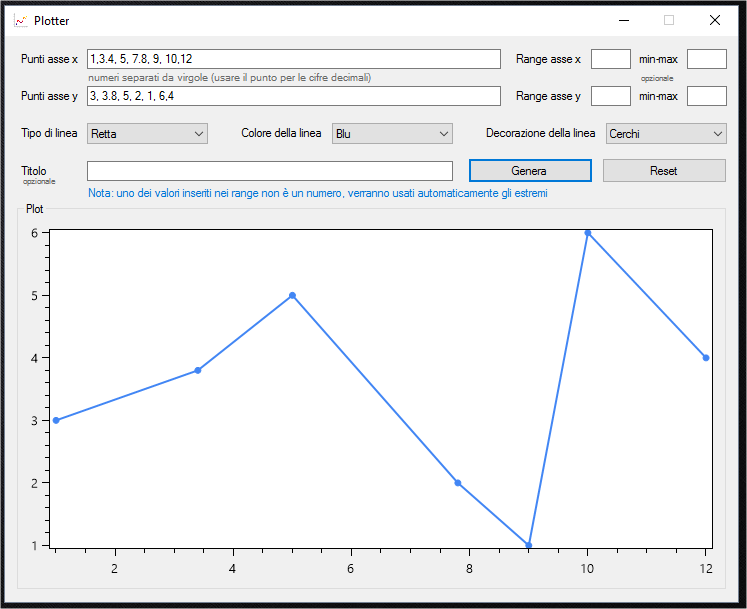 Plotter
Punti asse x 1,3.4, 5, 7.8, 9, 10,12 Range asse x min-max
numeri separati da virgole (usare il punto per le cifre decimali) opzionale
Punti asse y 3, 3.8, 5, 2, 1, 6,4 Range asse y min-max
Tipo di linea Retta Colore della linea Blu Decorazione della linea Cerchi
Titolo Genera Reset
opzionale
Nota: uno dei valori inseriti nei range non è un numero, verranno usati automaticamente gli estremi
Plot
6
5
4
3
2
1
2 4 6 8 10 12